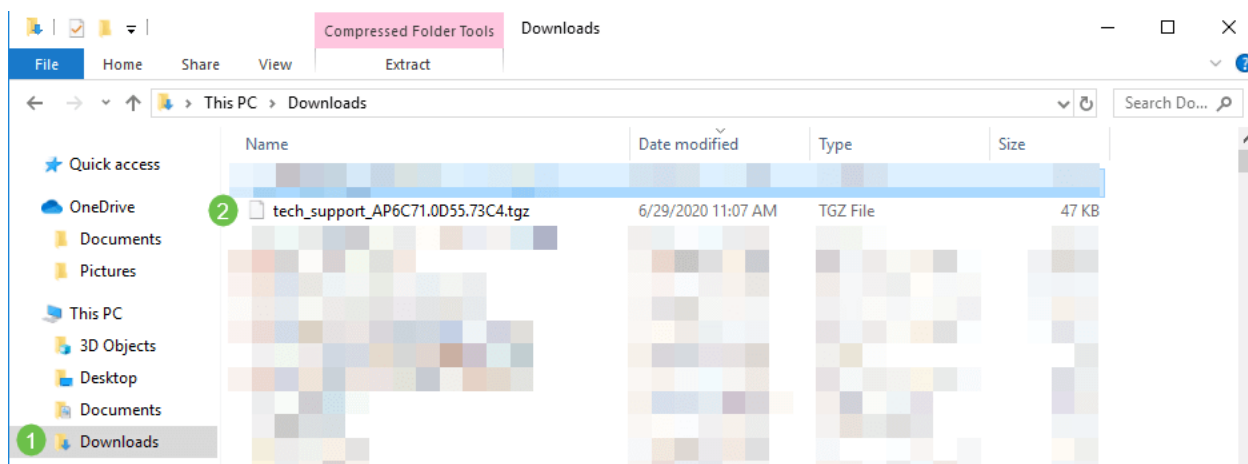 Compressed Folder Tools Downloads
File Home Share View Extract
This PC > Downloads Search Do...
Name Date modified Type Size
Quick access
OneDrive
2 tech_support_AP6C71.0D55.73C4.tgz 6/29/2020 11:07 AM TGZ File 47 KB
Documents
Pictures
This PC
3D Objects
Desktop
Documents
1 Downloads